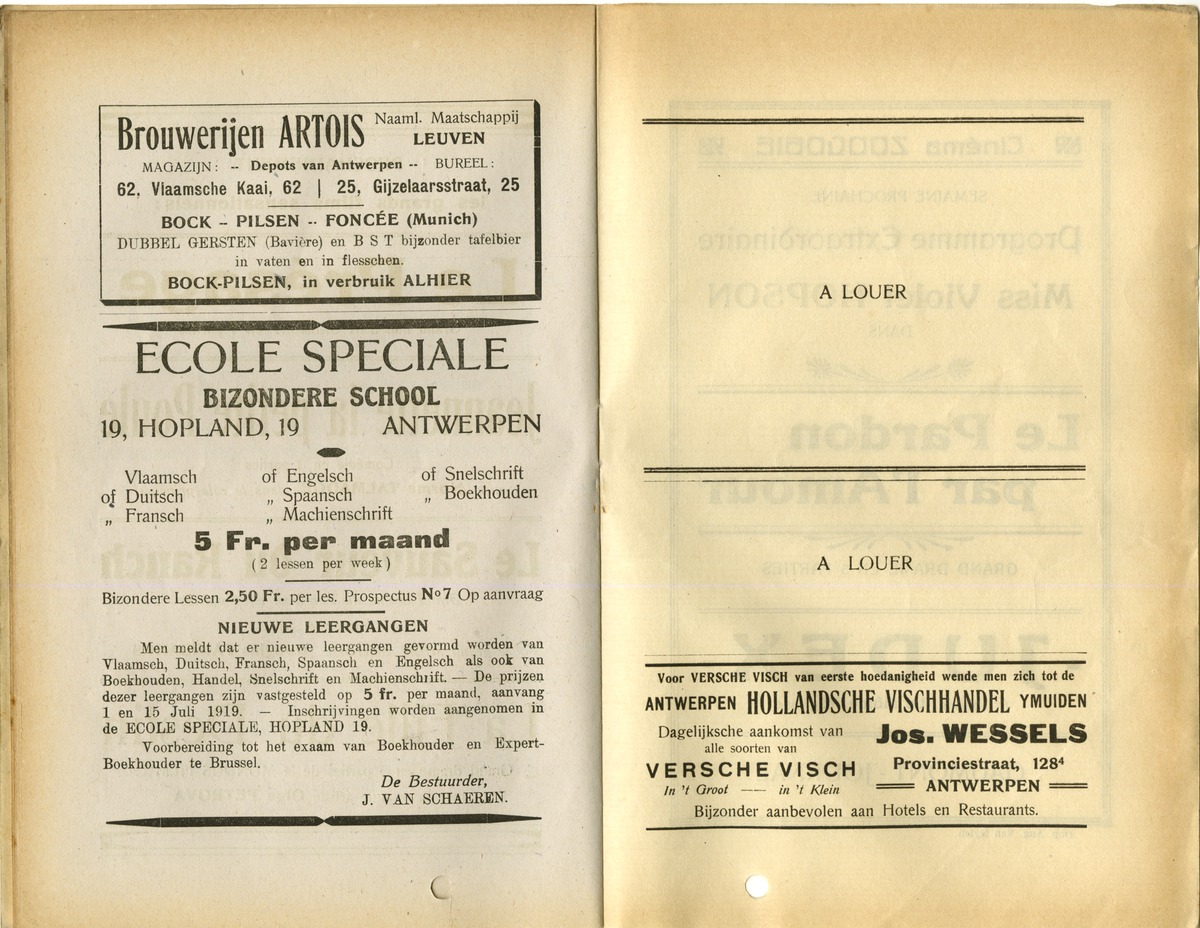 Brouwerijen ARTOIS Naaml. Maatschappij
LEUVEN
MAGAZIJN: -- Depots van Antwerpen -- BUREEL:
62, Vlaamsche Kaai, 62 | 25, Gijzelaarsstraat, 25
BOCK -- PILSEN -- FONCÉE (Munich)
DUBBEL GERSTEN (Bavière) en B S T bijzonder tafelbier
in vaten en in flesschen.
BOCK-PILSEN, in verbruik ALHIER
ECOLE SPECIALE
BIZONDERE SCHOOL
19, HOPLAND, 19 ANTWERPEN
Vlaamsch of Engelsch of Snelschrift
of Duitsch „ Spaansch „ Boekhouden
„ Fransch „ Machienschrift
5 Fr. per maand
(2 lessen per week)
Bizondere Lessen 2,50 Fr. per les. Prospectus No 7 Op aanvraag
NIEUWE LEERGANGEN
Men meldt dat er nieuwe leergangen gevormd worden van
Vlaamsch, Duitsch, Fransch, Spaansch en Engelsch als ook van
Boekhouden, Handel, Snelschrift en Machienschift. — De prijzen
dezer leergangen zijn vastgesteld op 5 fr. per maand, aanvang
1 en 15 Juli 1919. — Inschrijvingen worden aangenomen in
de ECOLE SPECIALE, HOPLAND 19.
Voorbereiding tot het exaam van Boekhouder en Expert-
Boekhouder te Brussel.
De Bestuurder,
J. VAN SCHAEREN.
A LOUER
A LOUER
Voor VERSCHE VISCH van eerste hoedanigheid wende men zich tot de
ANTWERPEN HOLLANDSCHE VISCHHANDEL YMUIDEN
Dagelijksche aankomst van
alle soorten van
VERSCHE VISCH
In 't Groot — in 't Klein
Jos. WESSELS
Provinciestraat, 128⁴
ANTWERPEN
Bijzonder aanbevolen aan Hotels en Restaurants.